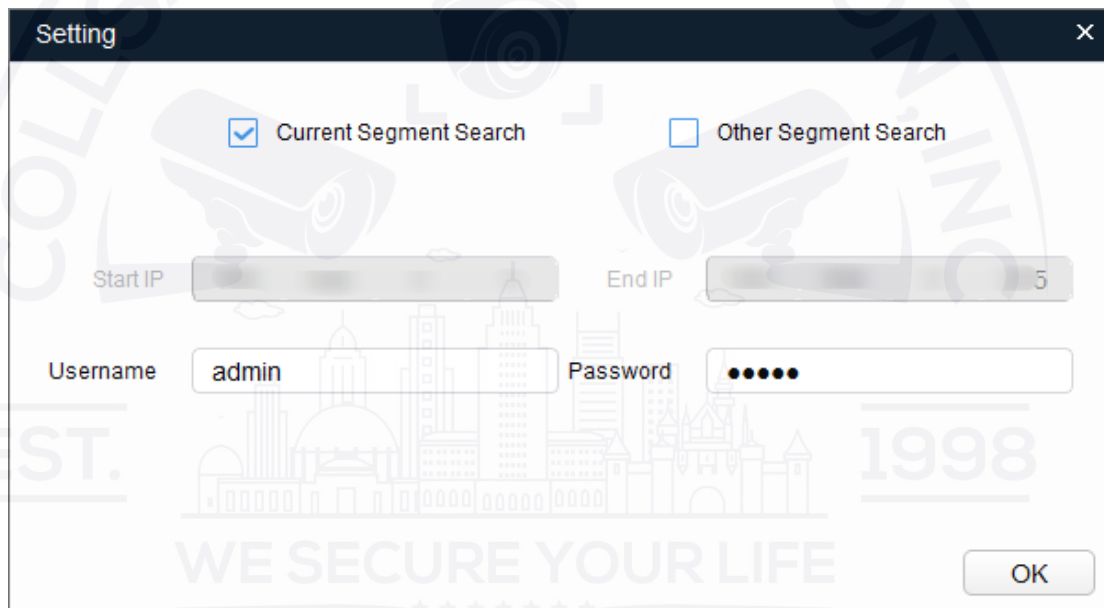 Setting
Current Segment Search
Other Segment Search
Start IP
End IP
5
Username
admin
Password
●●●●●
EST.
1998
WE SECURE YOUR LIFE
OK